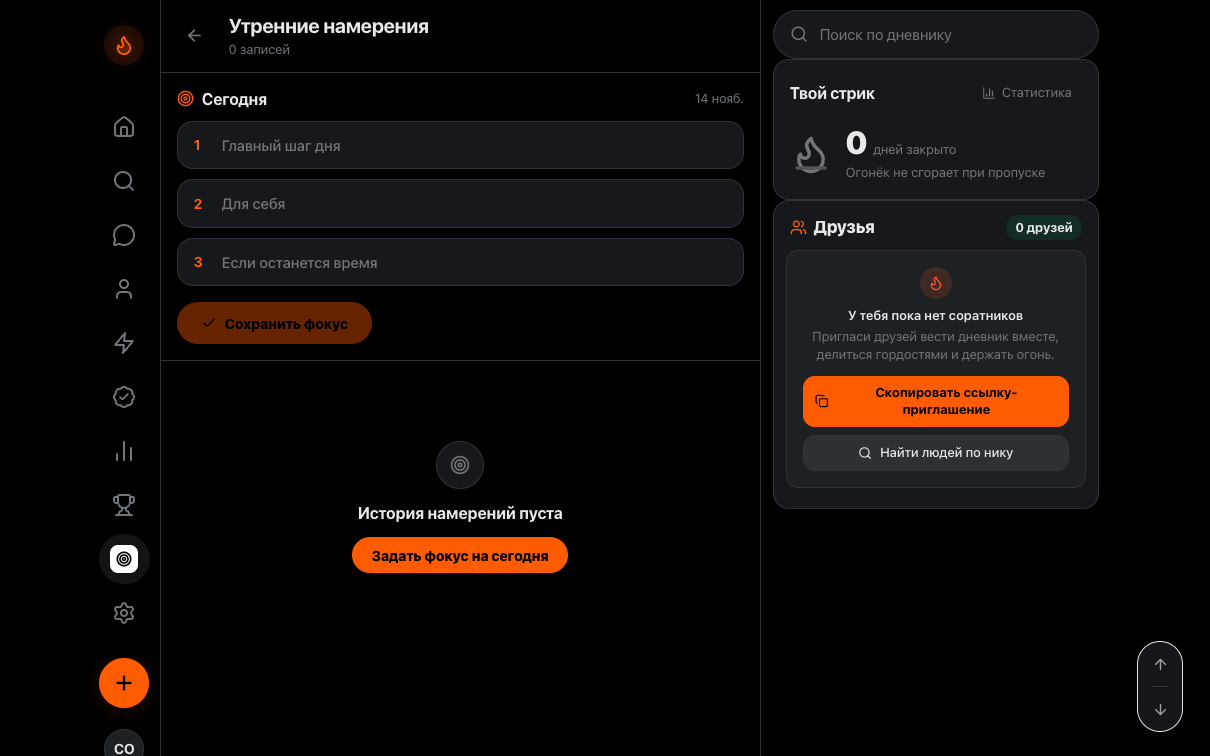 Утренние намерения
0 записей
Сегодня
14 нояб.
1 Главный шаг дня
2 Для себя
3 Если останется время
Сохранить фокус
История намерений пуста
Задать фокус на сегодня
Поиск по дневнику
Твой стрик
Статистика
0 дней закрыто
Огонёк не сгорает при пропуске
Друзья
0 друзей
У тебя пока нет соратников
Пригласи друзей вести дневник вместе,
делиться гордостями и держать огонь.
Скопировать ссылку-
приглашение
Найти людей по нику
CO